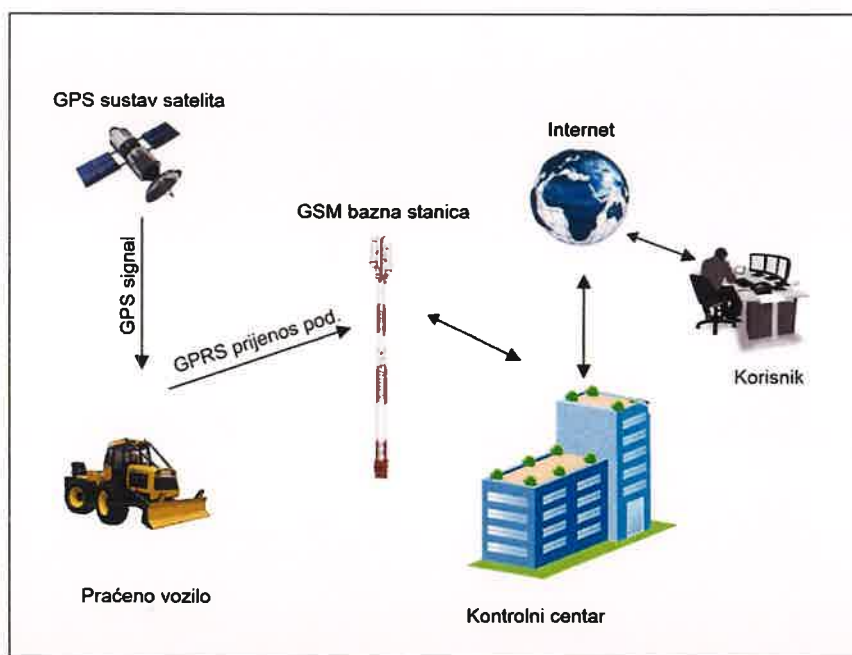 GPS sustav satelita
Internet
GSM bazna stanica
GPS signal
GPRS prijenos pod.
Korisnik
Praćeno vozilo
Kontrolni centar